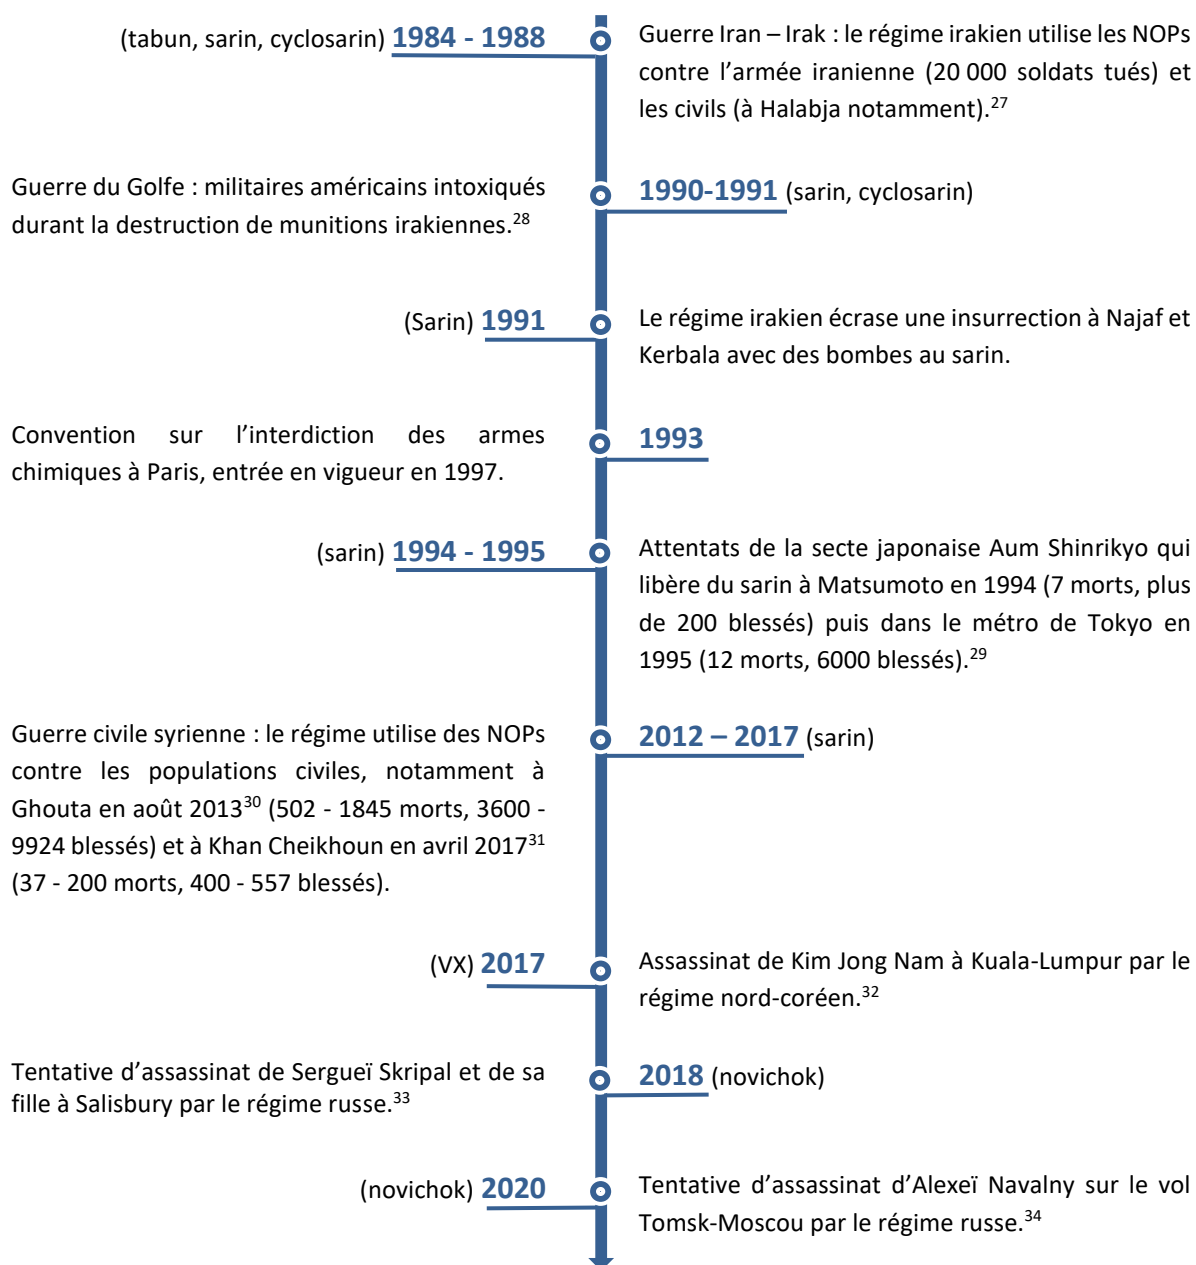 (tabun, sarin, cyclosarin) 1984 - 1988
Guerre Iran – Irak : le régime irakien utilise les NOPs
contre l'armée iranienne (20 000 soldats tués) et
les civils (à Halabja notamment).27
Guerre du Golfe : militaires américains intoxiqués
durant la destruction de munitions irakiennes.28
1990-1991 (sarin, cyclosarin)
(Sarin) 1991
Le régime irakien écrase une insurrection à Najaf et
Kerbala avec des bombes au sarin.
Convention sur l'interdiction des armes
chimiques à Paris, entrée en vigueur en 1997.
1993
(sarin) 1994 - 1995
Attentats de la secte japonaise Aum Shinrikyo qui
libère du sarin à Matsumoto en 1994 (7 morts, plus
de 200 blessés) puis dans le métro de Tokyo en
1995 (12 morts, 6000 blessés).29
Guerre civile syrienne : le régime utilise des NOPs
contre les populations civiles, notamment à
Ghouta en août 201330 (502 - 1845 morts, 3600 -
9924 blessés) et à Khan Cheikhoun en avril 201731
(37 - 200 morts, 400 - 557 blessés).
2012 – 2017 (sarin)
(VX) 2017
Assassinat de Kim Jong Nam à Kuala-Lumpur par le
régime nord-coréen.32
Tentative d'assassinat de Sergueï Skripal et de sa
fille à Salisbury par le régime russe.33
2018 (novichok)
(novichok) 2020
Tentative d'assassinat d'Alexeï Navalny sur le vol
Tomsk-Moscou par le régime russe.34